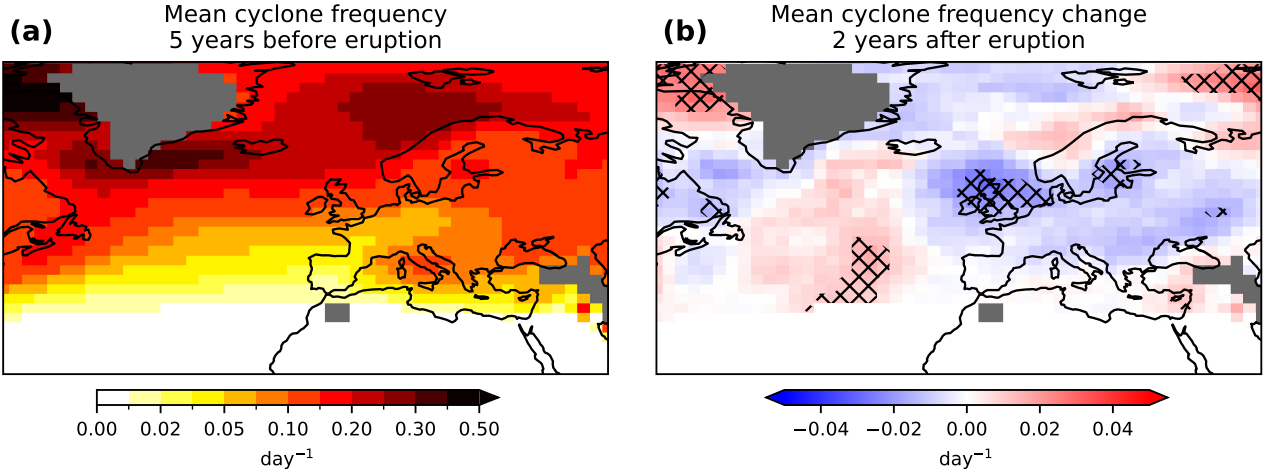 (a)
Mean cyclone frequency
5 years before eruption
0.00 0.02 0.05 0.10 0.20 0.30 0.50
day⁻¹
(b)
Mean cyclone frequency change
2 years after eruption
−0.04 −0.02 0.00 0.02 0.04
day⁻¹